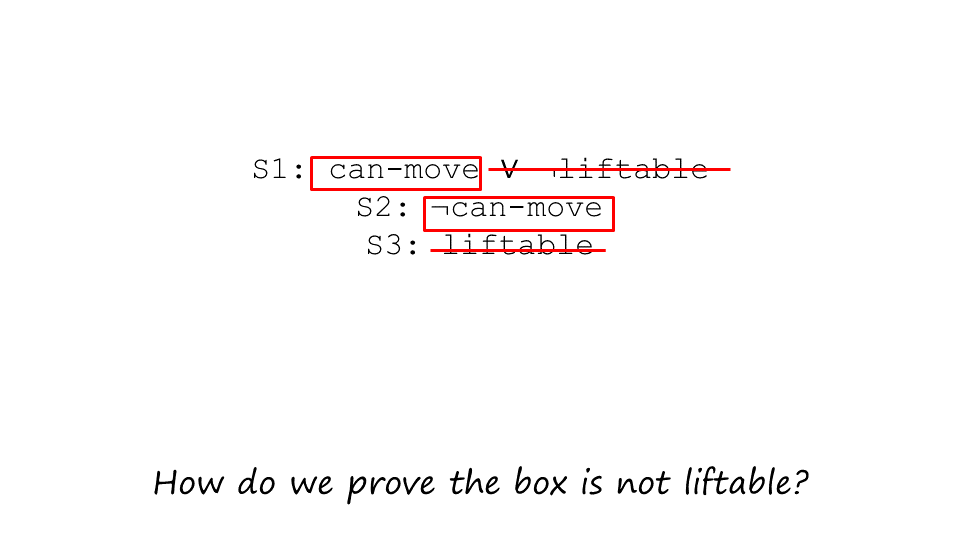 S1: can-move V ¬liftable
S2: ¬can-move
S3: liftable
How do we prove the box is not liftable?